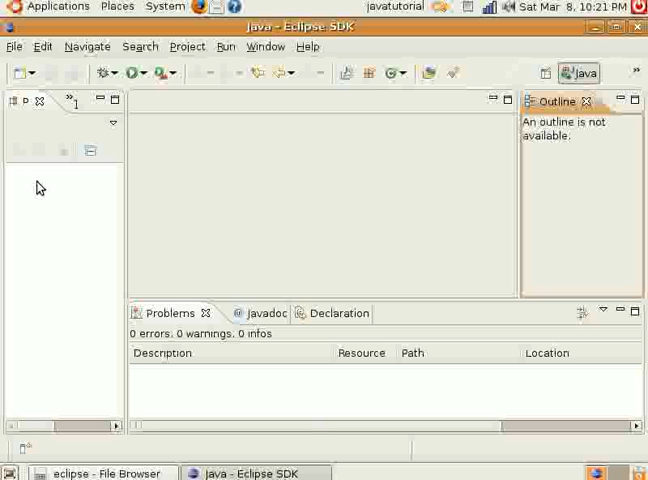 Applications Places System javatutorial Sat Mar 8, 10:21 PM
Java - Eclipse SDK
File Edit Navigate Search Project Run Window Help
Java »
P »1 Outline
An outline is not
available.
Problems @ Javadoc Declaration
0 errors, 0 warnings, 0 infos
Description Resource Path Location
eclipse - File Browser Java - Eclipse SDK